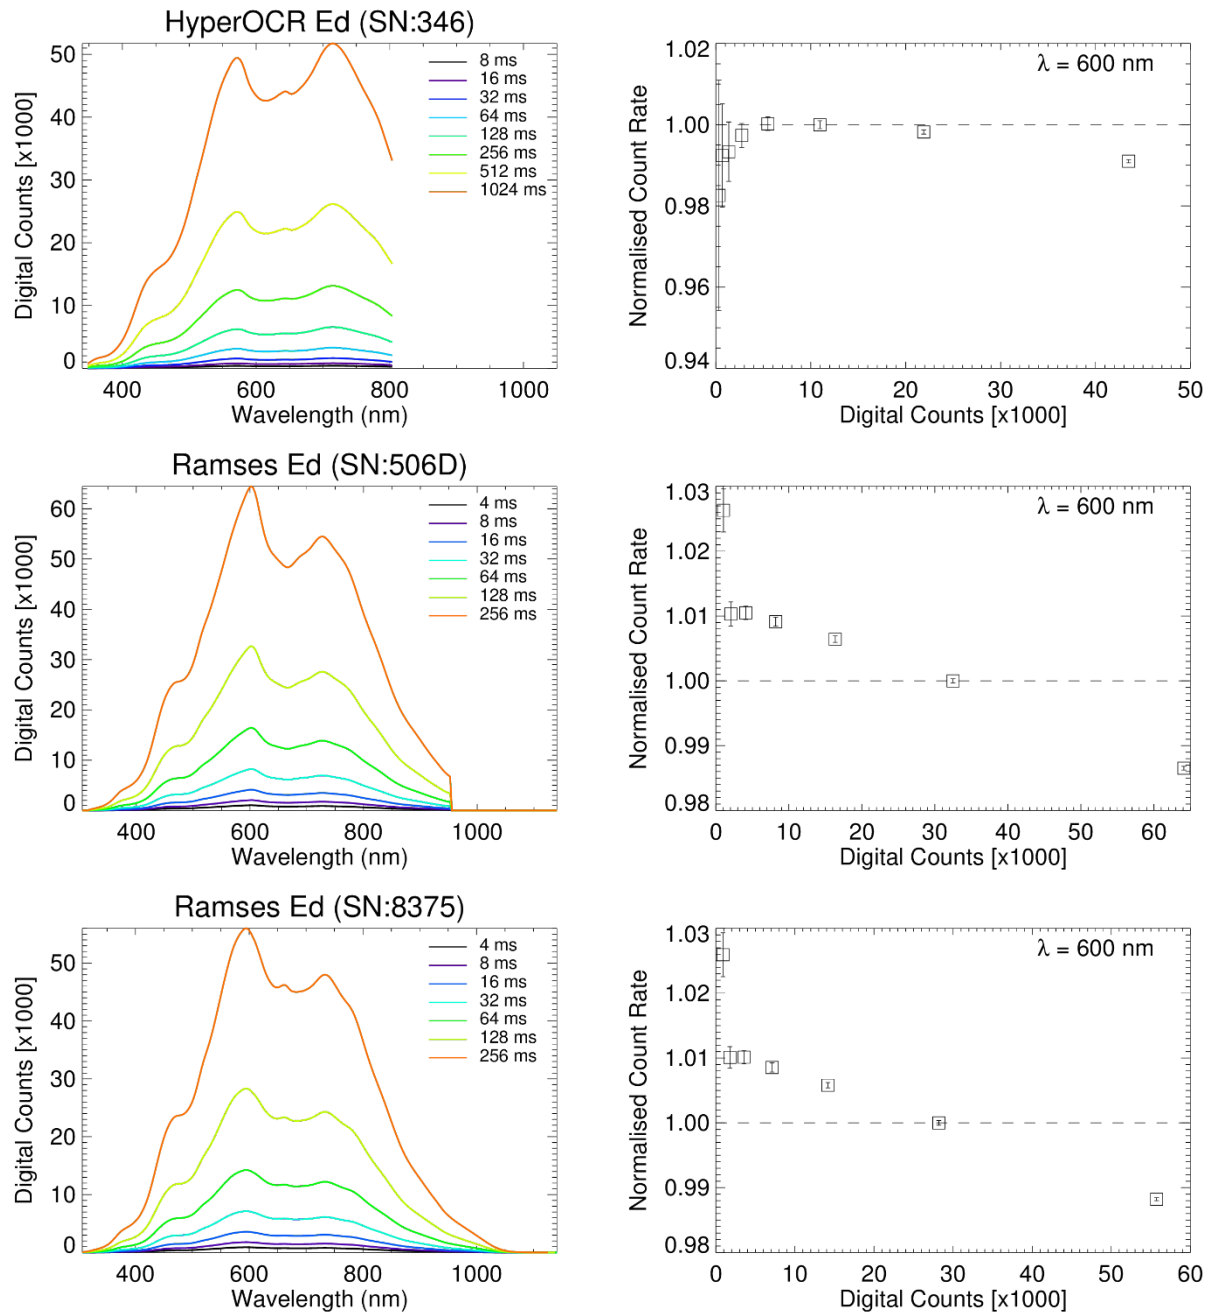 HyperOCR Ed (SN:346)
Digital Counts [x1000]
50
40
30
20
10
0
8 ms
16 ms
32 ms
64 ms
128 ms
256 ms
512 ms
1024 ms
400 600 800 1000
Wavelength (nm)
Normalised Count Rate
1.02
1.00
0.98
0.96
0.94
λ = 600 nm
0 10 20 30 40 50
Digital Counts [x1000]
Ramses Ed (SN:506D)
Digital Counts [x1000]
60
50
40
30
20
10
0
4 ms
8 ms
16 ms
32 ms
64 ms
128 ms
256 ms
400 600 800 1000
Wavelength (nm)
Normalised Count Rate
1.03
1.02
1.01
1.00
0.99
0.98
λ = 600 nm
0 10 20 30 40 50 60
Digital Counts [x1000]
Ramses Ed (SN:8375)
Digital Counts [x1000]
50
40
30
20
10
0
4 ms
8 ms
16 ms
32 ms
64 ms
128 ms
256 ms
400 600 800 1000
Wavelength (nm)
Normalised Count Rate
1.03
1.02
1.01
1.00
0.99
0.98
λ = 600 nm
0 10 20 30 40 50 60
Digital Counts [x1000]